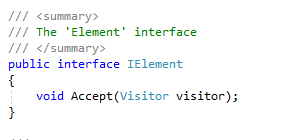 /// <summary>
/// The 'Element' interface
/// </summary>
public interface IElement
{
    void Accept(Visitor visitor);
}